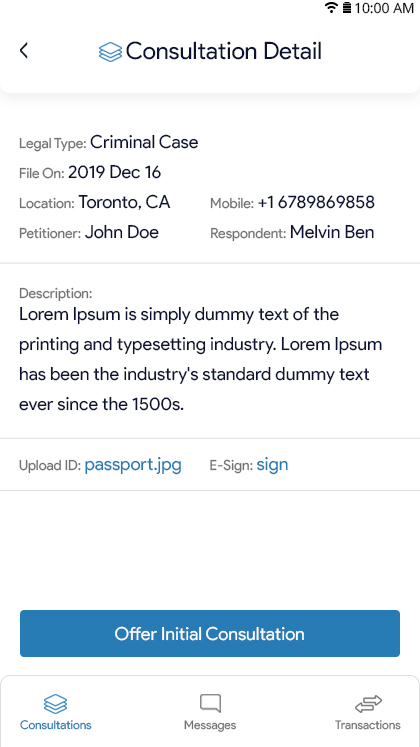 10:00 AM
Consultation Detail
Legal Type: Criminal Case
File On: 2019 Dec 16
Location: Toronto, CA Mobile: +1 6789869858
Petitioner: John Doe Respondent: Melvin Ben
Description:
Lorem Ipsum is simply dummy text of the
printing and typesetting industry. Lorem Ipsum
has been the industry's standard dummy text
ever since the 1500s.
Upload ID: passport.jpg E-Sign: sign
Offer Initial Consultation
Consultations Messages Transactions